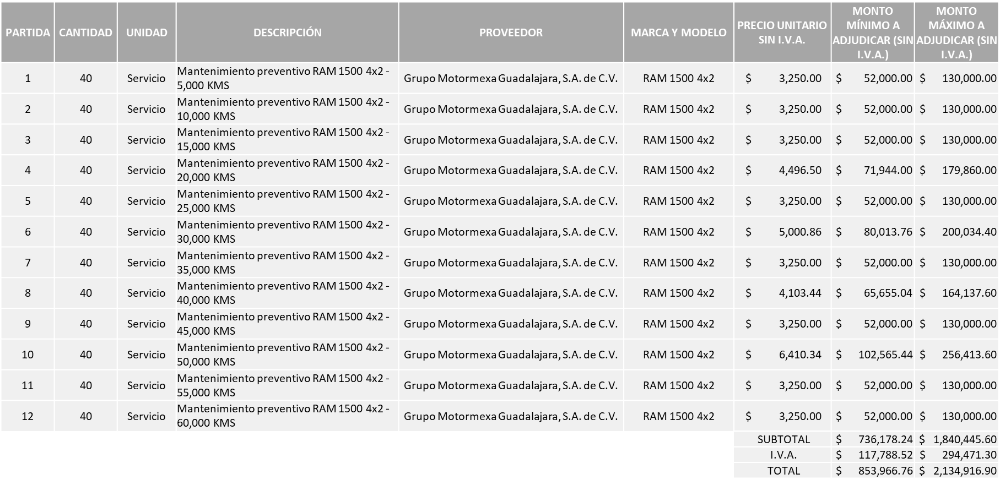 PARTIDA CANTIDAD UNIDAD DESCRIPCIÓN PROVEEDOR MARCA Y MODELO PRECIO UNITARIO SIN I.V.A. MONTO MÍNIMO A ADJUDICAR (SIN I.V.A.) MONTO MÁXIMO A ADJUDICAR (SIN I.V.A.)
1 40 Servicio Mantenimiento preventivo RAM 1500 4x2 - 5,000 KMS Grupo Motormexa Guadalajara, S.A. de C.V. RAM 1500 4x2 $ 3,250.00 $ 52,000.00 $ 130,000.00
2 40 Servicio Mantenimiento preventivo RAM 1500 4x2 - 10,000 KMS Grupo Motormexa Guadalajara, S.A. de C.V. RAM 1500 4x2 $ 3,250.00 $ 52,000.00 $ 130,000.00
3 40 Servicio Mantenimiento preventivo RAM 1500 4x2 - 15,000 KMS Grupo Motormexa Guadalajara, S.A. de C.V. RAM 1500 4x2 $ 3,250.00 $ 52,000.00 $ 130,000.00
4 40 Servicio Mantenimiento preventivo RAM 1500 4x2 - 20,000 KMS Grupo Motormexa Guadalajara, S.A. de C.V. RAM 1500 4x2 $ 4,496.50 $ 71,944.00 $ 179,860.00
5 40 Servicio Mantenimiento preventivo RAM 1500 4x2 - 25,000 KMS Grupo Motormexa Guadalajara, S.A. de C.V. RAM 1500 4x2 $ 3,250.00 $ 52,000.00 $ 130,000.00
6 40 Servicio Mantenimiento preventivo RAM 1500 4x2 - 30,000 KMS Grupo Motormexa Guadalajara, S.A. de C.V. RAM 1500 4x2 $ 5,000.86 $ 80,013.76 $ 200,034.40
7 40 Servicio Mantenimiento preventivo RAM 1500 4x2 - 35,000 KMS Grupo Motormexa Guadalajara, S.A. de C.V. RAM 1500 4x2 $ 3,250.00 $ 52,000.00 $ 130,000.00
8 40 Servicio Mantenimiento preventivo RAM 1500 4x2 - 40,000 KMS Grupo Motormexa Guadalajara, S.A. de C.V. RAM 1500 4x2 $ 4,103.44 $ 65,655.04 $ 164,137.60
9 40 Servicio Mantenimiento preventivo RAM 1500 4x2 - 45,000 KMS Grupo Motormexa Guadalajara, S.A. de C.V. RAM 1500 4x2 $ 3,250.00 $ 52,000.00 $ 130,000.00
10 40 Servicio Mantenimiento preventivo RAM 1500 4x2 - 50,000 KMS Grupo Motormexa Guadalajara, S.A. de C.V. RAM 1500 4x2 $ 6,410.34 $ 102,565.44 $ 256,413.60
11 40 Servicio Mantenimiento preventivo RAM 1500 4x2 - 55,000 KMS Grupo Motormexa Guadalajara, S.A. de C.V. RAM 1500 4x2 $ 3,250.00 $ 52,000.00 $ 130,000.00
12 40 Servicio Mantenimiento preventivo RAM 1500 4x2 - 60,000 KMS Grupo Motormexa Guadalajara, S.A. de C.V. RAM 1500 4x2 $ 3,250.00 $ 52,000.00 $ 130,000.00
SUBTOTAL $ 736,178.24 $ 1,840,445.60
I.V.A. $ 117,788.52 $ 294,471.30
TOTAL $ 853,966.76 $ 2,134,916.90